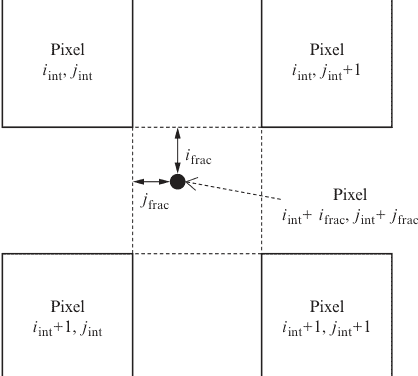 Pixel
i_int, j_int
Pixel
i_int, j_int+1
i_frac
j_frac
Pixel
i_int+ i_frac, j_int+ j_frac
Pixel
i_int+1, j_int
Pixel
i_int+1, j_int+1